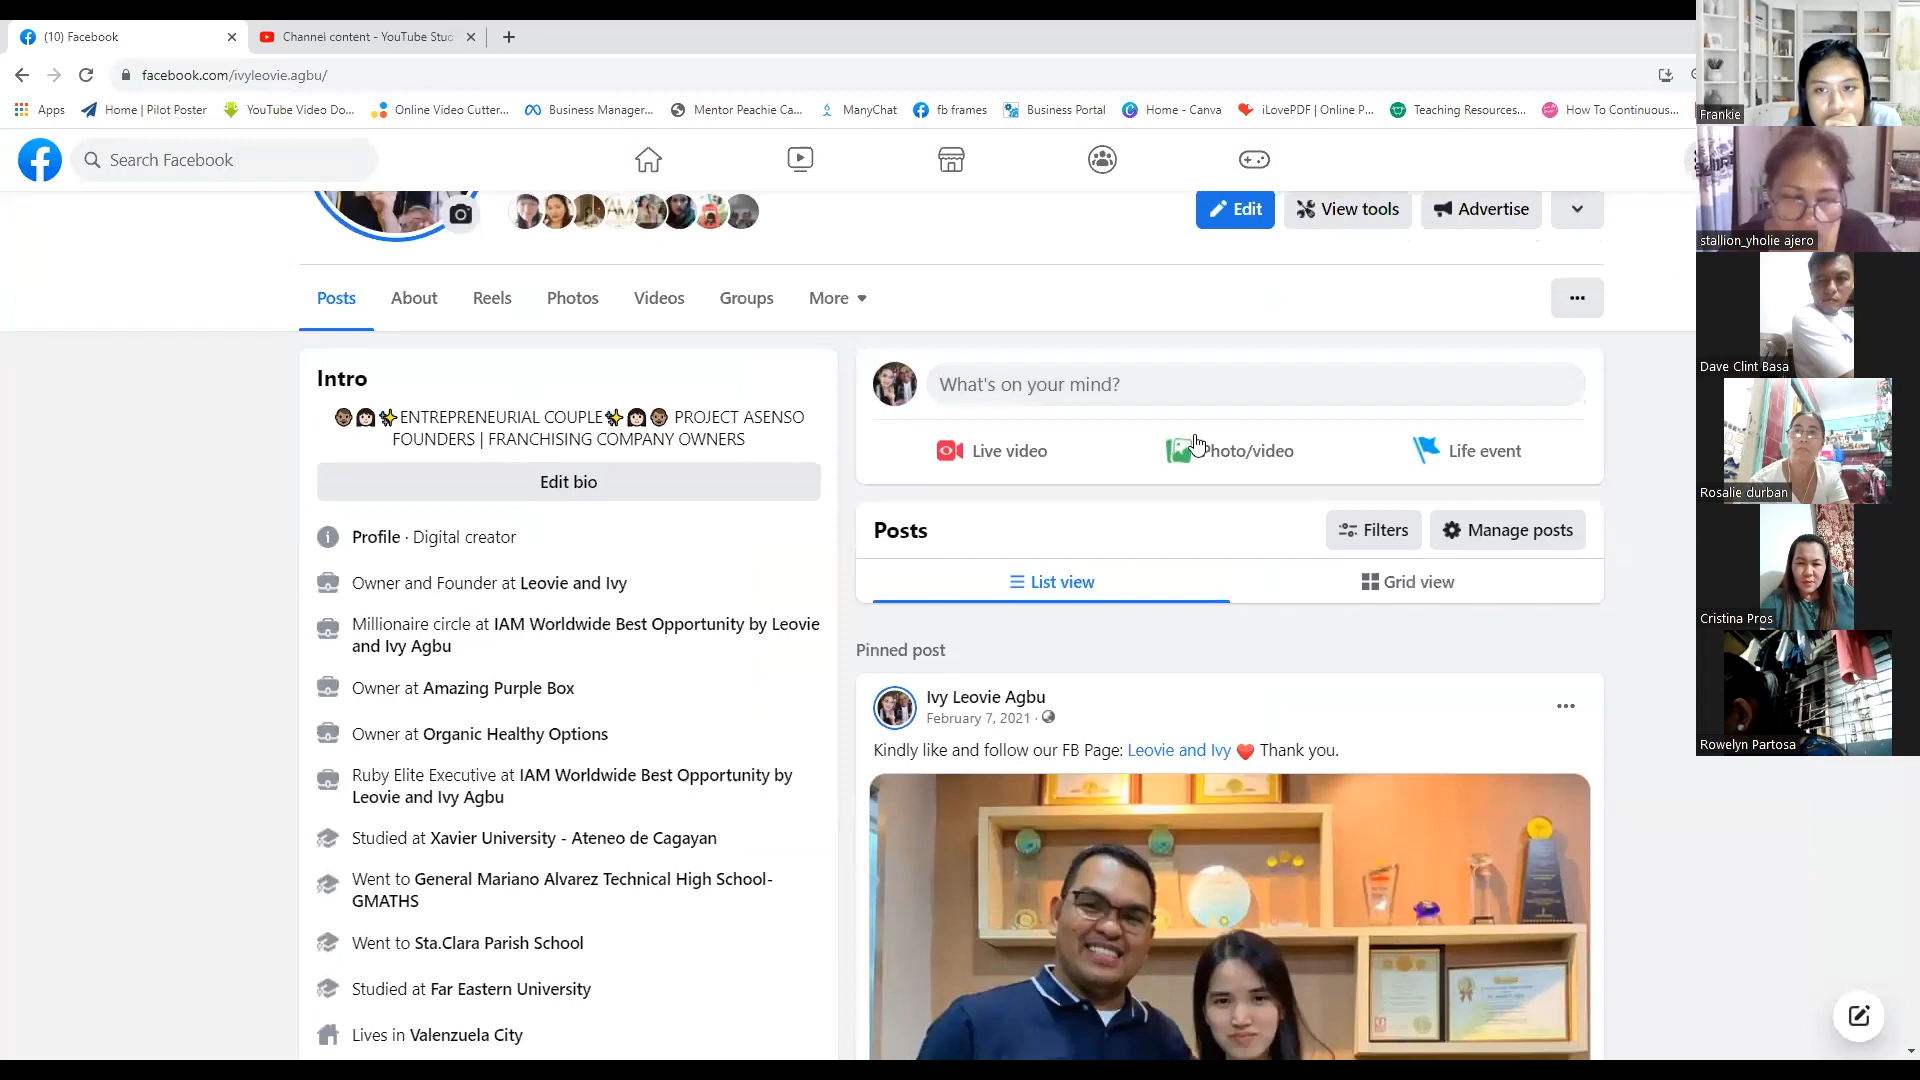 (10) Facebook
Channel content - YouTube Stud
facebook.com/ivyleovie.agbu/
Apps
Home | Pilot Poster
YouTube Video Do...
Online Video Cutter...
Business Manager...
Mentor Peachie Ca...
ManyChat
fb frames
Business Portal
Home - Canva
iLovePDF | Online P...
Teaching Resources...
How To Continuous...
Search Facebook
Edit
View tools
Advertise
Posts
About
Reels
Photos
Videos
Groups
More
Intro
ENTREPRENEURIAL COUPLE PROJECT ASENSO
FOUNDERS | FRANCHISING COMPANY OWNERS
Edit bio
Profile · Digital creator
Owner and Founder at Leovie and Ivy
Millionaire circle at IAM Worldwide Best Opportunity by Leovie
and Ivy Agbu
Owner at Amazing Purple Box
Owner at Organic Healthy Options
Ruby Elite Executive at IAM Worldwide Best Opportunity by
Leovie and Ivy Agbu
Studied at Xavier University - Ateneo de Cagayan
Went to General Mariano Alvarez Technical High School-
GMATHS
Went to Sta.Clara Parish School
Studied at Far Eastern University
Lives in Valenzuela City
What's on your mind?
Live video
Photo/video
Life event
Posts
Filters
Manage posts
List view
Grid view
Pinned post
Ivy Leovie Agbu
February 7, 2021 ·
Kindly like and follow our FB Page: Leovie and Ivy ❤️ Thank you.
Frankie
stallion_yholie ajero
Dave Clint Basa
Rosalie durban
Cristina Pros
Rowelyn Partosa